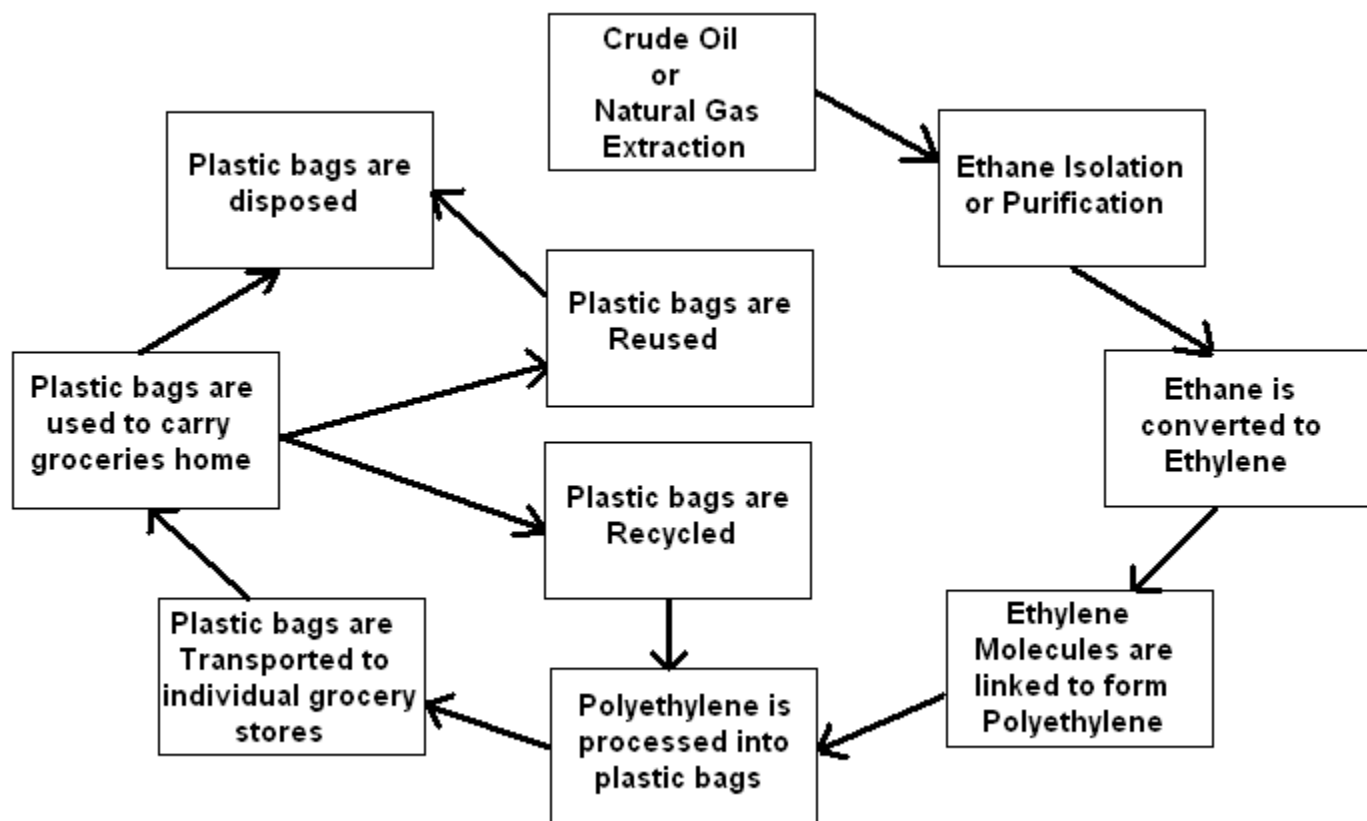 Crude Oil
or
Natural Gas
Extraction
Ethane Isolation
or Purification
Ethane is
converted to
Ethylene
Ethylene
Molecules are
linked to form
Polyethylene
Polyethylene is
processed into
plastic bags
Plastic bags are
Transported to
individual grocery
stores
Plastic bags are
used to carry
groceries home
Plastic bags are
disposed
Plastic bags are
Reused
Plastic bags are
Recycled